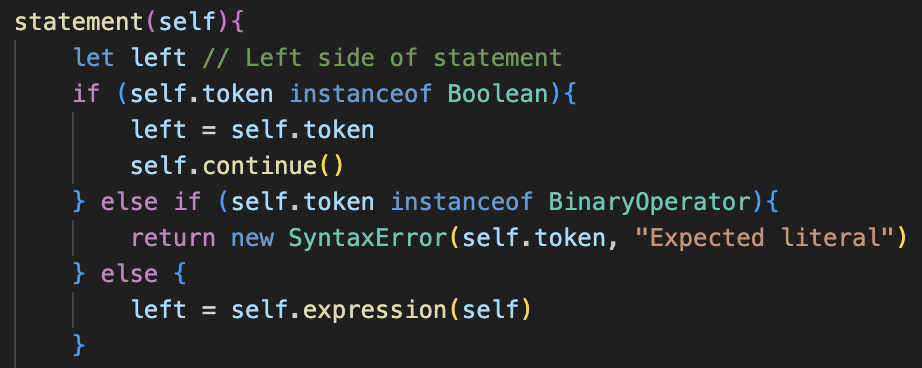 statement(self){
let left // Left side of statement
if (self.token instanceof Boolean){
left = self.token
self.continue()
} else if (self.token instanceof BinaryOperator){
return new SyntaxError(self.token, "Expected literal")
} else {
left = self.expression(self)
}